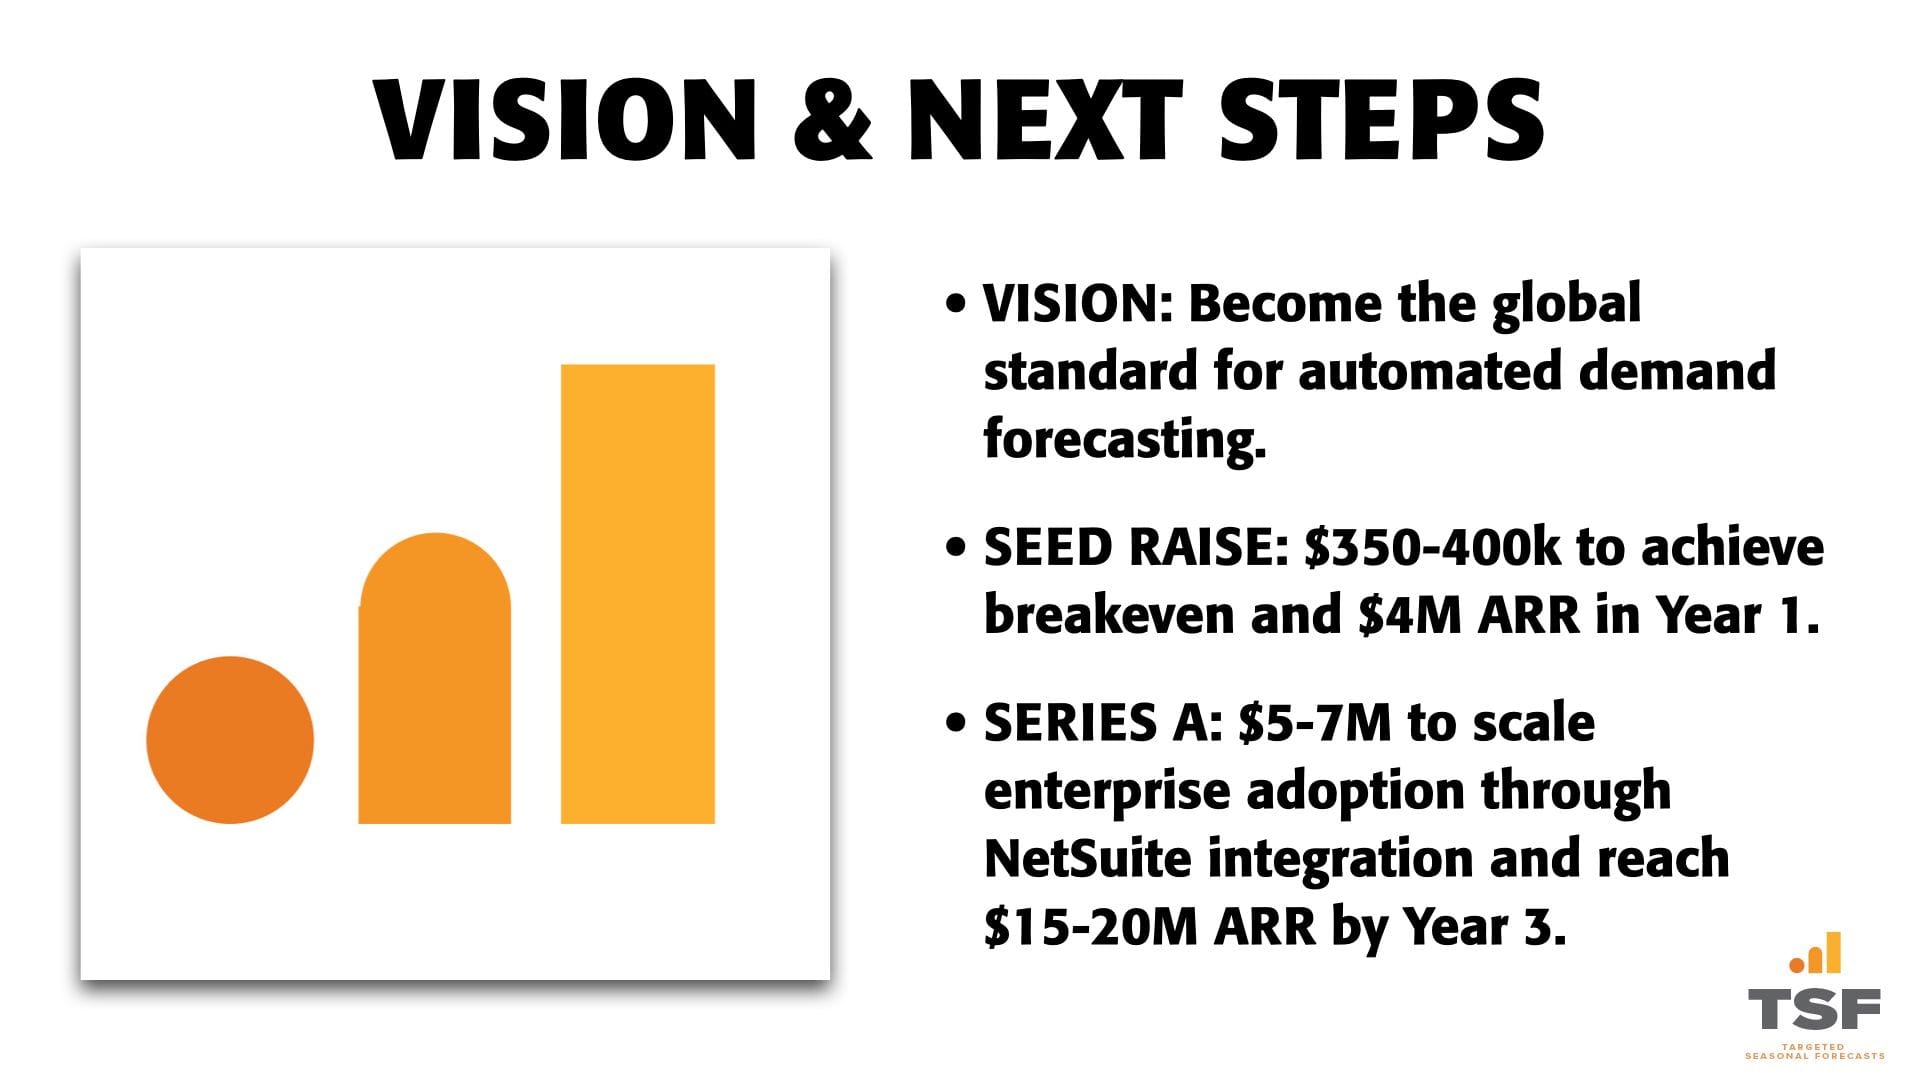 VISION & NEXT STEPS
• VISION: Become the global
standard for automated demand
forecasting.
• SEED RAISE: $350-400k to achieve
breakeven and $4M ARR in Year 1.
• SERIES A: $5-7M to scale
enterprise adoption through
NetSuite integration and reach
$15-20M ARR by Year 3.
TSF
TARGETED
SEASONAL FORECASTS